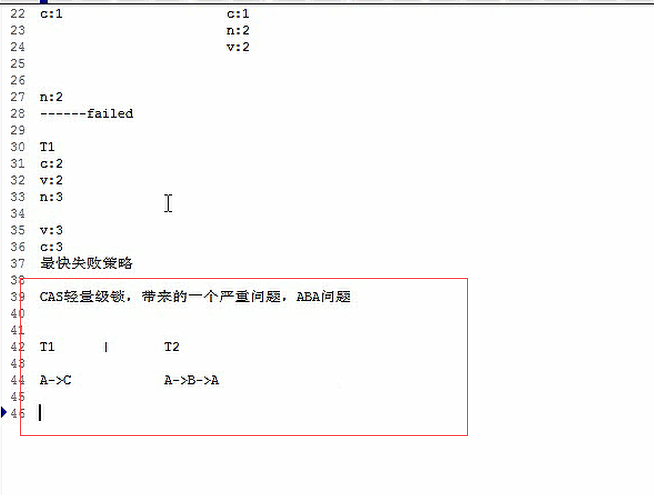 22 c:1 c:1
23 n:2
24 v:2
25
26
27 n:2
28 ------failed
29
30 T1
31 c:2
32 v:2
33 n:3
34
35 v:3
36 c:3
37 最快失败策略
38
39 CAS轻量级锁，带来的一个严重问题，ABA问题
40
41
42 T1 | T2
43
44 A->C A->B->A
45
46